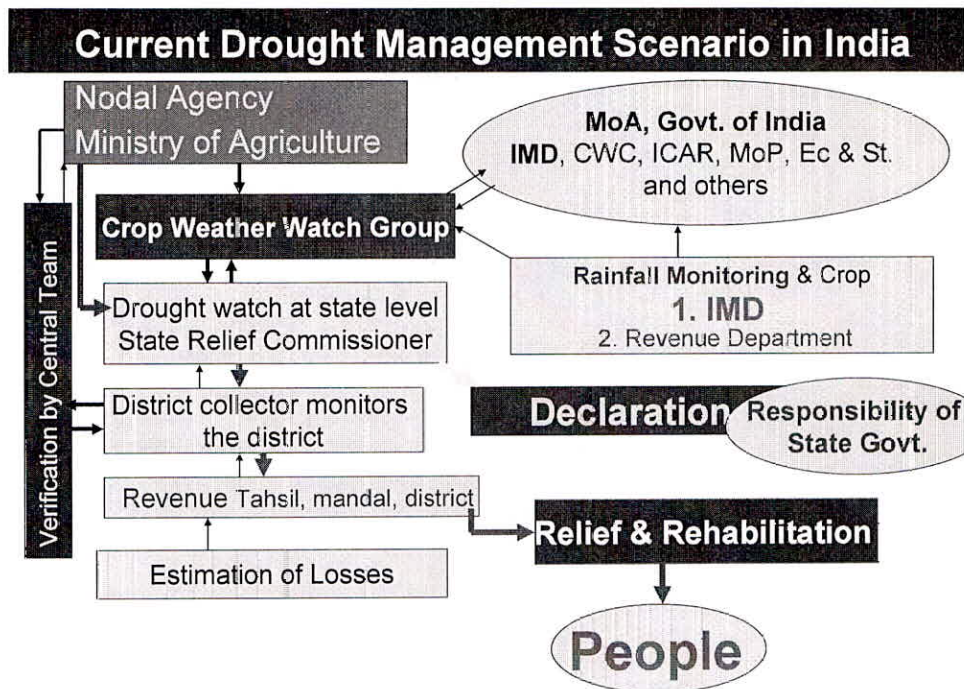 Current Drought Management Scenario in India
Nodal Agency
Ministry of Agriculture
MoA, Govt. of India
IMD, CWC, ICAR, MoP, Ec & St.
and others
Crop Weather Watch Group
Rainfall Monitoring & Crop
1. IMD
2. Revenue Department
Drought watch at state level
State Relief Commissioner
Verification by Central Team
District collector monitors
the district
Declaration
Responsibility of
State Govt.
Revenue Tahsil, mandal, district
Relief & Rehabilitation
Estimation of Losses
People